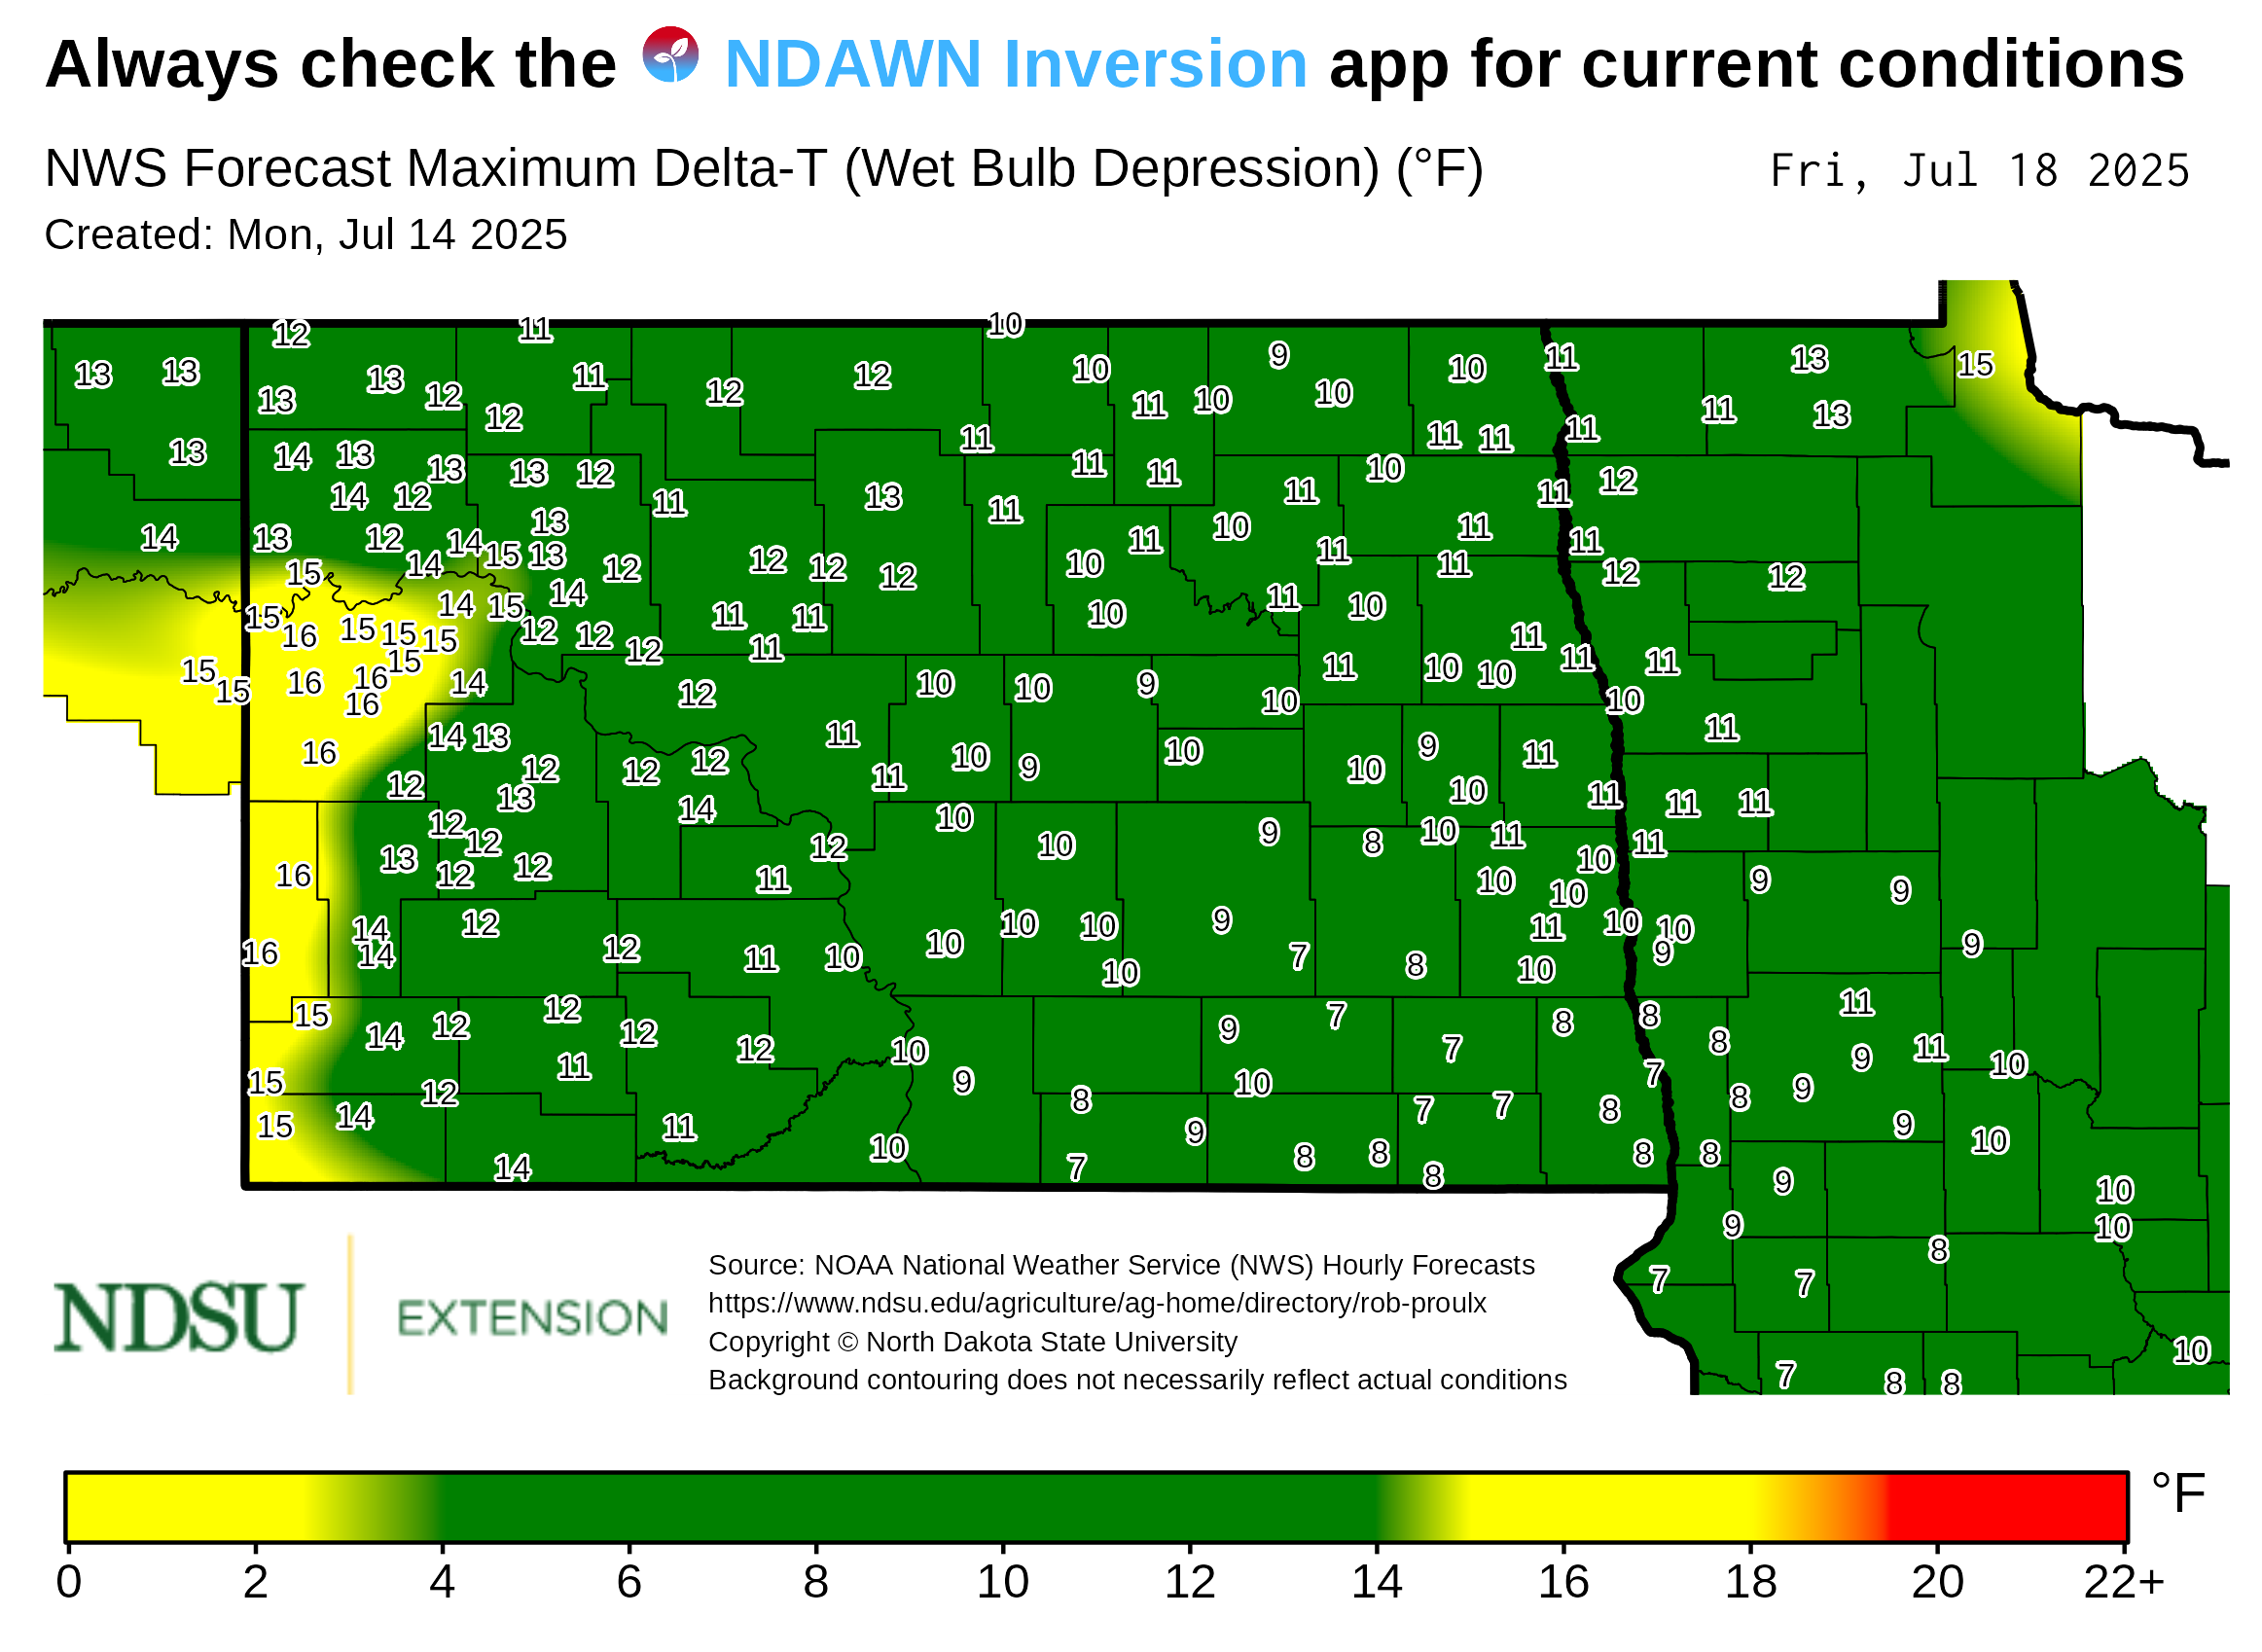 Always check the NDAWN Inversion app for current conditions
NWS Forecast Maximum Delta-T (Wet Bulb Depression) (°F)
Fri, Jul 18 2025
Created: Mon, Jul 14 2025
12 11 10
13 13 13 12 13 12 11 12 12 10 9 10 10 11 13 15
13 12 11 10 11 11 13
13 14 13 13 13 12 11 11 11 10 11 11 11
14 12 11 13 11 11 10 11 12
14 13 12 14 15 13 13 12 12 12 12 11 10 10 11 11 11 11
15 14 14 15 14 12 10 11 10 12 12
15 16 15 15 15 12 12 12 11 11 11 11 11 11
15 15 16 16 15 14 12 10 10 9 10 11 10 10 10
16 16 14 13 12 12 12 11 11 10 9 10 10 9 11 11
12 13 14 10 10 11 11 11
12 12 12 11 10 9 8 10 11 10 11
16 13 12 12 10 10 9 9
16 14 14 12 12 11 10 10 10 10 10 9 7 8 11 10 10 10 9 9
15 14 12 12 11 12 12 10 9 7 7 8 8 8 11 11
15 12 9 8 10 7 7 8 7 8 9 9 10
15 14 14 11 10 7 9 8 8 8 8 8 9 10
9 10 10
9 8
7 7
7 8 8 10
NDSU EXTENSION
Source: NOAA National Weather Service (NWS) Hourly Forecasts
https://www.ndsu.edu/agriculture/ag-home/directory/rob-proulx
Copyright © North Dakota State University
Background contouring does not necessarily reflect actual conditions
°F
0 2 4 6 8 10 12 14 16 18 20 22+